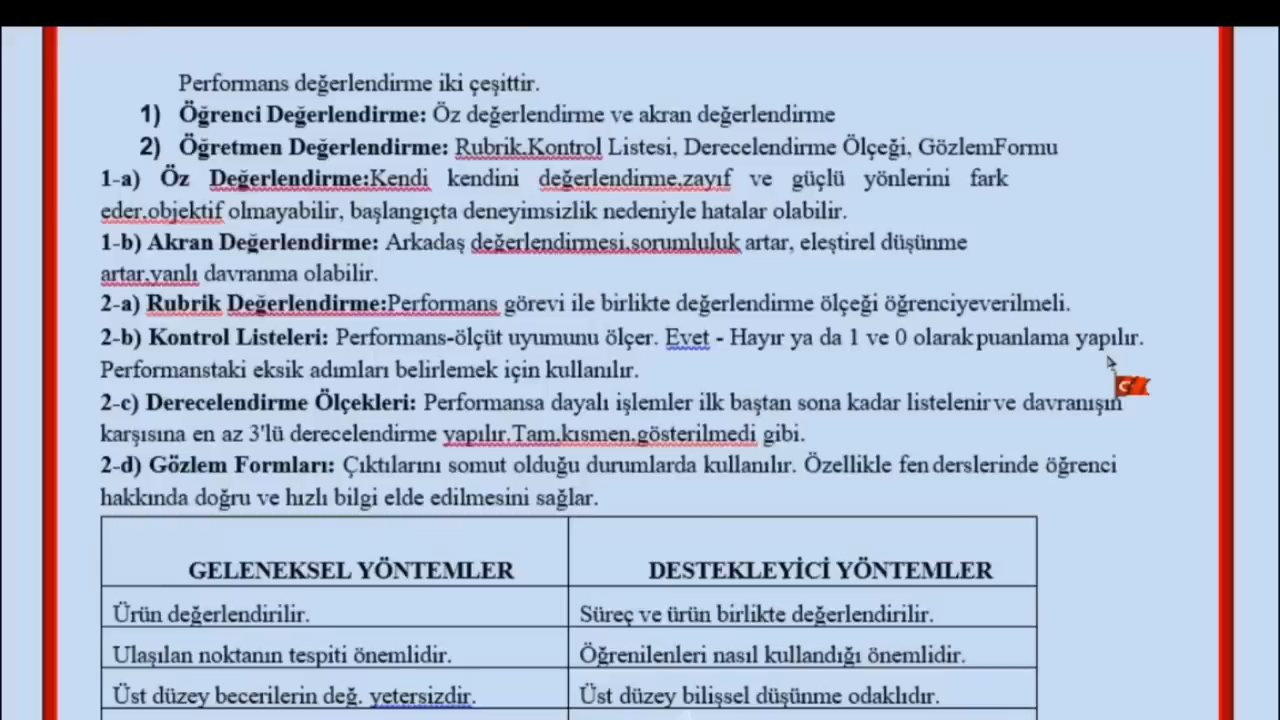 Performans değerlendirme iki çeşittir.
1) Öğrenci Değerlendirme: Öz değerlendirme ve akran değerlendirme
2) Öğretmen Değerlendirme: Rubrik,Kontrol Listesi, Derecelendirme Ölçeği, GözlemFormu
1-a) Öz Değerlendirme:Kendi kendini değerlendirme,zayıf ve güçlü yönlerini fark
eder,objektif olmayabilir, başlangıçta deneyimsizlik nedeniyle hatalar olabilir.
1-b) Akran Değerlendirme: Arkadaş değerlendirmesi,sorumluluk artar, eleştirel düşünme
artar,yanlı davranma olabilir.
2-a) Rubrik Değerlendirme:Performans görevi ile birlikte değerlendirme ölçeği öğrenciyeverilmeli.
2-b) Kontrol Listeleri: Performans-ölçüt uyumunu ölçer. Evet - Hayır ya da 1 ve 0 olarakpuanlama yapılır.
Performanstaki eksik adımları belirlemek için kullanılır.
2-c) Derecelendirme Ölçekleri: Performansa dayalı işlemler ilk baştan sona kadar listelenirve davranışın
karşısına en az 3'lü derecelendirme yapılır.Tam,kısmen,gösterilmedi gibi.
2-d) Gözlem Formları: Çıktılarını somut olduğu durumlarda kullanılır. Özellikle fenderslerinde öğrenci
hakkında doğru ve hızlı bilgi elde edilmesini sağlar.
GELENEKSEL YÖNTEMLER DESTEKLEYİCİ YÖNTEMLER
Ürün değerlendirilir. Süreç ve ürün birlikte değerlendirilir.
Ulaşılan noktanın tespiti önemlidir. Öğrenilenleri nasıl kullandığı önemlidir.
Üst düzey becerilerin değ. yetersizdir. Üst düzey bilişsel düşünme odaklıdır.